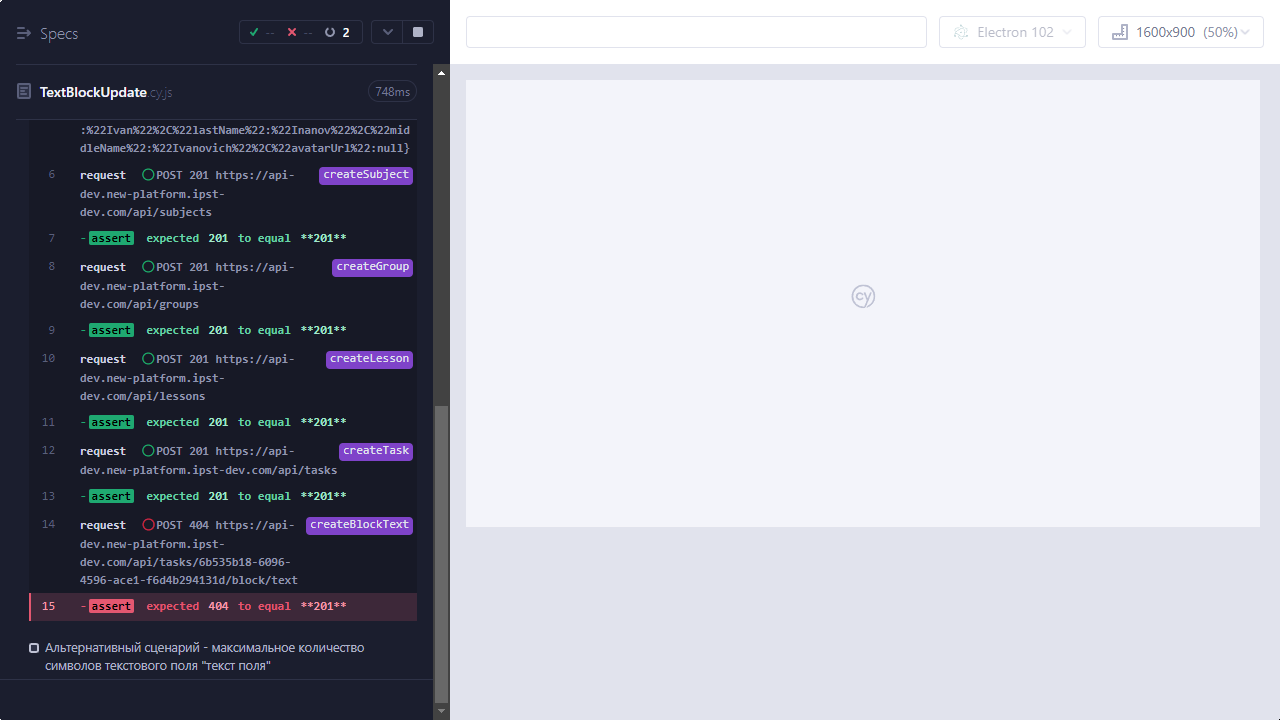 Specs
-- -- 2
Electron 102
1600x900 (50%)
TextBlockUpdate.cy.js
748ms
:%22Ivan%22%2C%22lastName%22:%22Inanov%22%2C%22mid
dleName%22:%22Ivanovich%22%2C%22avatarUrl%22:null}
6 request POST 201 https://api- createSubject
dev.new-platform.ipst-
dev.com/api/subjects
7 -assert expected 201 to equal **201**
8 request POST 201 https://api- createGroup
dev.new-platform.ipst-
dev.com/api/groups
9 -assert expected 201 to equal **201**
10 request POST 201 https://api- createLesson
dev.new-platform.ipst-
dev.com/api/lessons
11 -assert expected 201 to equal **201**
12 request POST 201 https://api- createTask
dev.new-platform.ipst-dev.com/api/tasks
13 -assert expected 201 to equal **201**
14 request POST 404 https://api- createBlockText
dev.new-platform.ipst-
dev.com/api/tasks/6b535b18-6096-
4596-ace1-f6d4b294131d/block/text
15 -assert expected 404 to equal **201**
Альтернативный сценарий - максимальное количество
символов текстового поля "текст поля"
cy